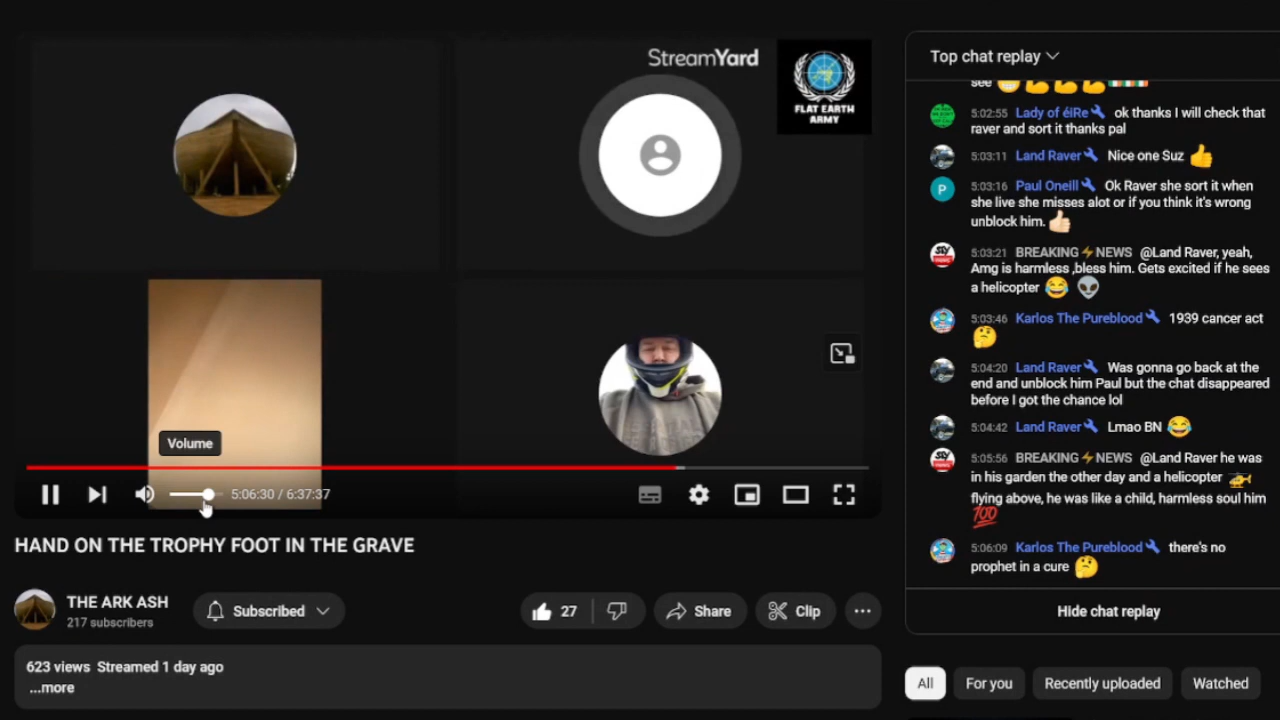 StreamYard
FLAT EARTH
ARMY
Volume
5:06:30 / 6:37:37
HAND ON THE TROPHY FOOT IN THE GRAVE
THE ARK ASH
217 subscribers
Subscribed
27
Share
Clip
623 views Streamed 1 day ago
...more
Top chat replay
see 😁💪💪💪
5:02:55 Lady of éiRe ok thanks I will check that
raver and sort it thanks pal
5:03:11 Land Raver Nice one Suz 👍
P
5:03:16 Paul Oneill Ok Raver she sort it when
she live she misses alot or if you think it's wrong
unblock him. 👍🏻
5:03:21 BREAKING⚡NEWS @Land Raver, yeah,
Amg is harmless ,bless him. Gets excited if he sees
a helicopter 😂 👽
5:03:46 Karlos The Pureblood 1939 cancer act
🤔
5:04:20 Land Raver Was gonna go back at the
end and unblock him Paul but the chat disappeared
before I got the chance lol
5:04:42 Land Raver Lmao BN 😂
5:05:56 BREAKING⚡NEWS @Land Raver he was
in his garden the other day and a helicopter 🚁
flying above, he was like a child, harmless soul him
💯
5:06:09 Karlos The Pureblood there's no
prophet in a cure 🤔
Hide chat replay
All
For you
Recently uploaded
Watched